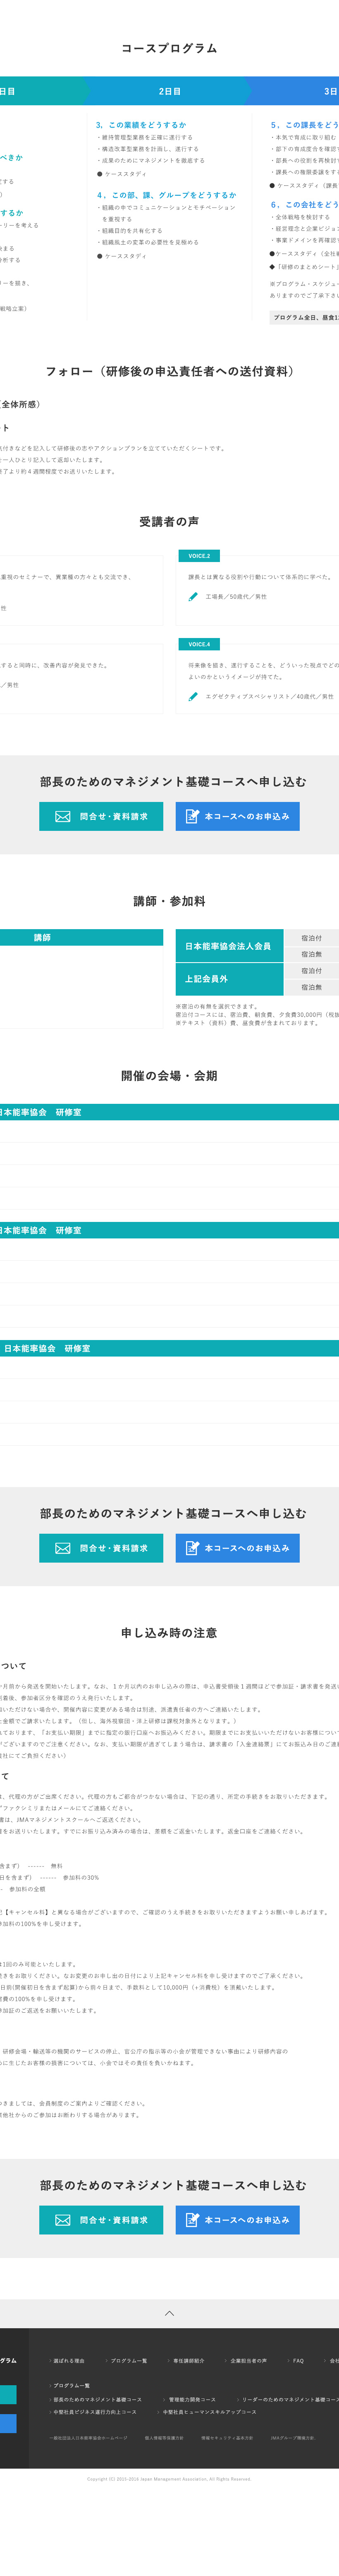 コースプログラム
日目
2日目
3日
べきか
定する
）
するか
ーリーを考える
まる
分析する
リーを描き、
戦略立案）
3．この業績をどうするか
・維持管理型業務を正確に遂行する
・構造改革型業務を計画し、遂行する
・成果のためにマネジメントを徹底する
4．この部、課、グループをどうするか
・組織の中でコミュニケーションとモチベーション
を重視する
・組織目的を共有化する
・組織風土の変革の必要性を見極める
● ケーススタディ
5．この課長をどう
・本気で育成に取り組む
・部下の育成度合を確認す
・部長への役割を再検討す
・課長への権限委譲をする
● ケーススタディ（課長
6．この会社をどう
・全体戦略を検討する
・経営理念と企業ビジョン
・事業ドメインを再確認す
●ケーススタディ（全社戦
◆「研修のまとめシート」
※プログラム・スケジュー
ありますのでご了承下さい
プログラム全日、昼食1
フォロー（研修後の申込責任者への送付資料）
（全体所感）
ート
気付きなどを記入して研修後の志やアクションプランを立てていただくシートです。
を一人ひとり記入して返却いたします。
終了より約４週間程度でお送りいたします。
受講者の声
重視のセミナーで、異業種の方々とも交流でき、
性
VOICE.2
課長とは異なる役割や行動について体系的に学べた。
工場長／50歳代／男性
すると同時に、改善内容が発見できた。
／男性
VOICE.4
将来像を描き、遂行することを、どういった視点でどの
よいのかというイメージが持てた。
エグゼクティブスペシャリスト／40歳代／男性
部長のためのマネジメント基礎コースへ申し込む
問合せ・資料請求
本コースへのお申込み
講師・参加料
講師
日本能率協会法人会員
宿泊付
宿泊無
上記会員外
宿泊付
宿泊無
※宿泊の有無を選択できます。
宿泊付コースには、宿泊費、朝食費、夕食費30,000円（税抜
※テキスト（資料）費、昼食費が含まれております。
開催の会場・会期
日本能率協会　研修室
日本能率協会　研修室
日本能率協会　研修室
部長のためのマネジメント基礎コースへ申し込む
問合せ・資料請求
本コースへのお申込み
申し込み時の注意
ついて
か月前から発送を開始いたします。なお、１か月以内のお申し込みの際は、申込書受領後１週間ほどで参加証・請求書を発送い
到着後、参加者区分を確認のうえ発行いたします。
加いただけない場合や、開催内容に変更がある場合は別途、派遣責任者の方へご連絡いたします。
た金額でご請求いたします。（但し、海外視察団・洋上研修は課税対象外となります。）
れております。「お支払い期限」までに指定の銀行口座へお振込みください。期限までにお支払いいただけないお客様につい
がございますのでご注意ください。なお、支払い期限が過ぎてしまう場合は、請求書の「入金連絡票」にてお振込み日のご連絡
貴社にてご負担ください）
て
は、代理の方がご出席ください。代理の方もご都合がつかない場合は、下記の通り、所定の手続きをお取りいただきます。
ずファクシミリまたはメールにてご連絡ください。
書は、JMAマネジメントスクールへご返送ください。
書をお送りいたします。すでにお振り込み済みの場合は、差額をご返金いたします。返金口座をご連絡ください。
含まず）　------　無料
日を含まず）　------　参加料の30%
--　参加料の全額
記【キャンセル料】と異なる場合がございますので、ご確認のうえ手続きをお取りいただきますようお願い申しあげます。
参加料の100%を申し受けます。
は1回のみ可能といたします。
続きをお取りください。なお変更のお申し出の日付により上記キャンセル料を申し受けますのでご了承ください。
日前(開催初日を含まず起算)から前々日まで、手数料として10,000円（+消費税）を頂戴いたします。
宿費の100%を申し受けます。
参加証のご返送をお願いいたします。
、研修会場・輸送等の機関のサービスの停止、官公庁の指示等の小会が管理できない事由により研修内容の
めに生じたお客様の損害については、小会ではその責任を負いかねます。
つきましては、会員制度のご案内よりご確認ください。
業他社からのご参加はお断わりする場合があります。
部長のためのマネジメント基礎コースへ申し込む
問合せ・資料請求
本コースへのお申込み
グラム
選ばれる理由
プログラム一覧
専任講師紹介
企業担当者の声
FAQ
会社
プログラム一覧
部長のためのマネジメント基礎コース
管理能力開発コース
リーダーのためのマネジメント基礎コース
中堅社員ビジネス遂行力向上コース
中堅社員ヒューマンスキルアップコース
一般社団法人日本能率協会ホームページ
個人情報等保護方針
情報セキュリティ基本方針
JMAグループ環境方針
Copyright (C) 2010-2016 Japan Management Association, All Rights Reserved.